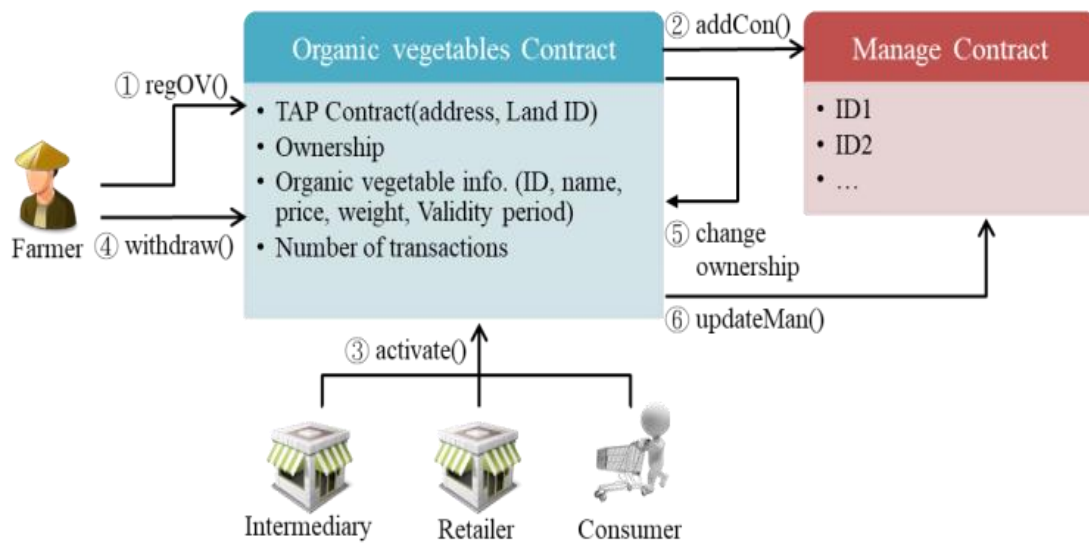 Organic vegetables Contract
② addCon()
Manage Contract
① regOV()
• TAP Contract(address, Land ID)
• Ownership
• Organic vegetable info. (ID, name,
price, weight, Validity period)
• Number of transactions
• ID1
• ID2
• ...
Farmer
④ withdraw()
⑤ change
ownership
⑥ updateMan()
③ activate()
Intermediary
Retailer
Consumer